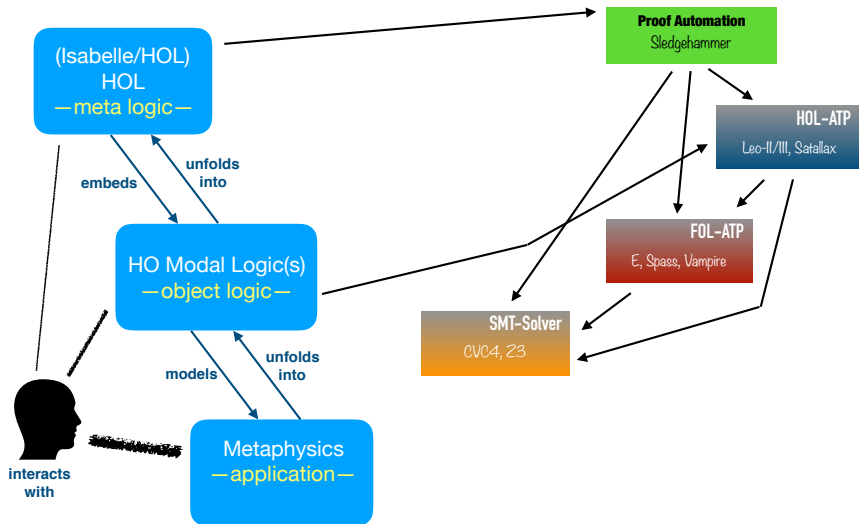 (Isabelle/HOL)
HOL
—meta logic—
embeds
unfolds
into
HO Modal Logic(s)
—object logic—
models
unfolds
into
Metaphysics
—application—
interacts
with
Proof Automation
Sledgehammer
HOL-ATP
Leo-II/III, Satallax
FOL-ATP
E, Spass, Vampire
SMT-Solver
CVC4, Z3